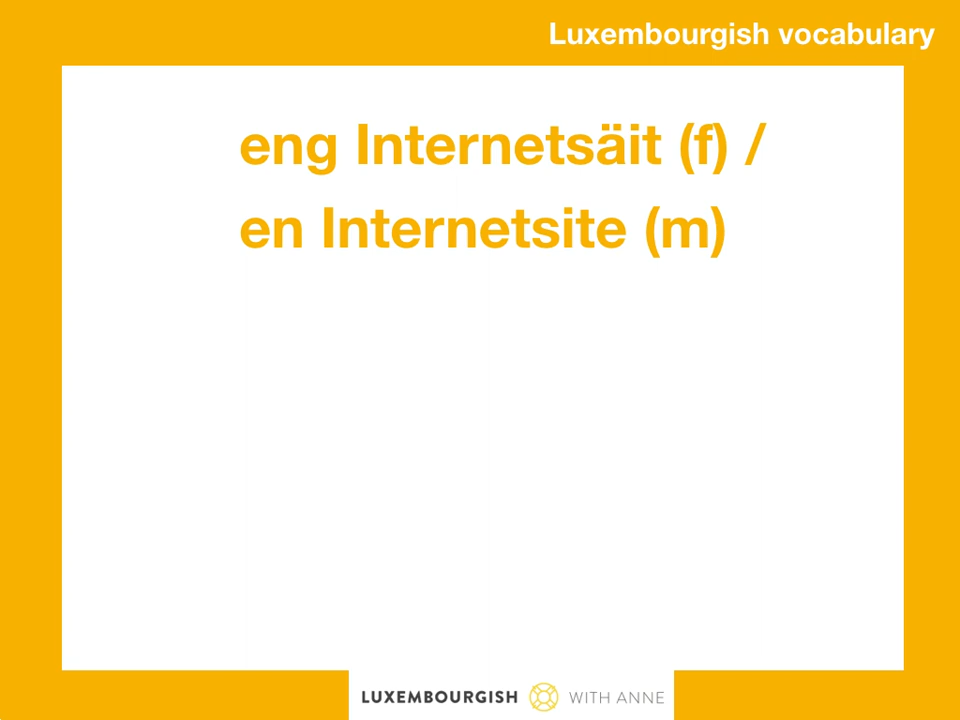 Luxembourgish vocabulary
eng Internetsäit (f) /
en Internetsite (m)
LUXEMBOURGISH WITH ANNE